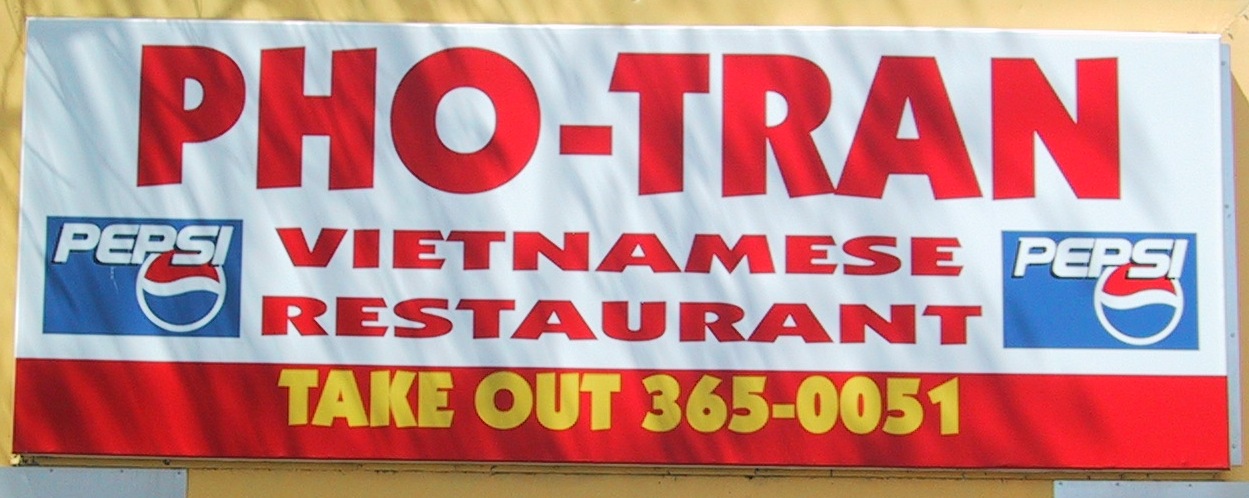 PHO-TRAN
PEPSI
VIETNAMESE
RESTAURANT
PEPSI
TAKE OUT 365-0051